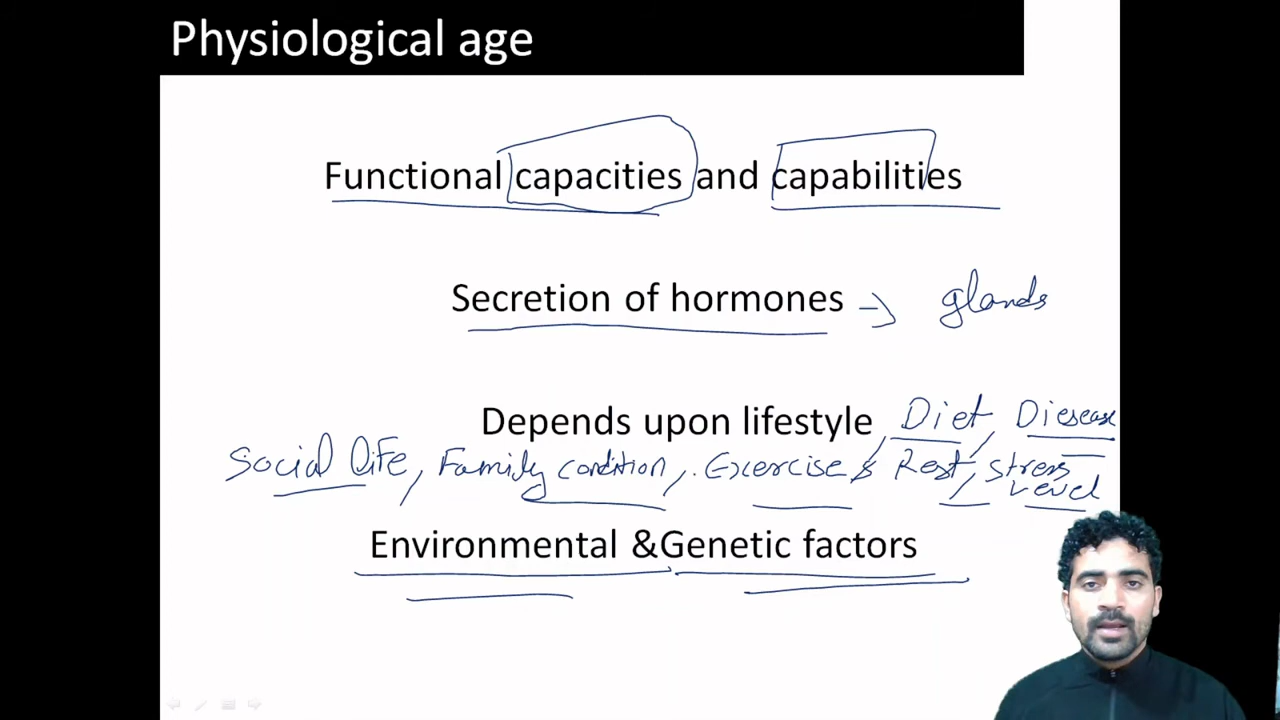 Physiological age
Functional capacities and capabilities
Secretion of hormones → glands
Depends upon lifestyle Diet, Diesease
Social life, Family condition, Exercise & Rest, Stress Level
Environmental &Genetic factors